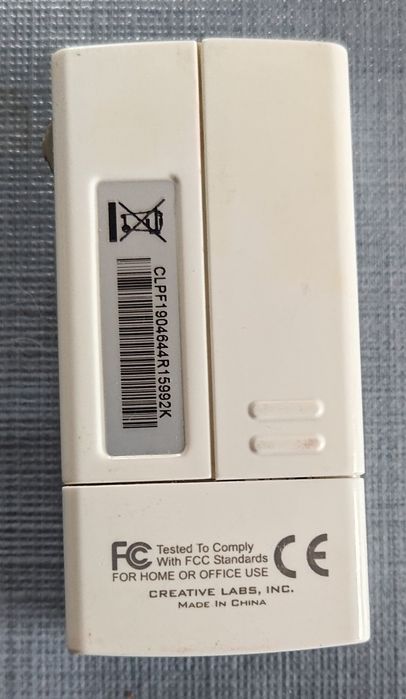 CLPF1904644R15992K
FC Tested To Comply
With FCC Standards
FOR HOME OR OFFICE USE
CE
CREATIVE LABS, INC.
MADE IN CHINA